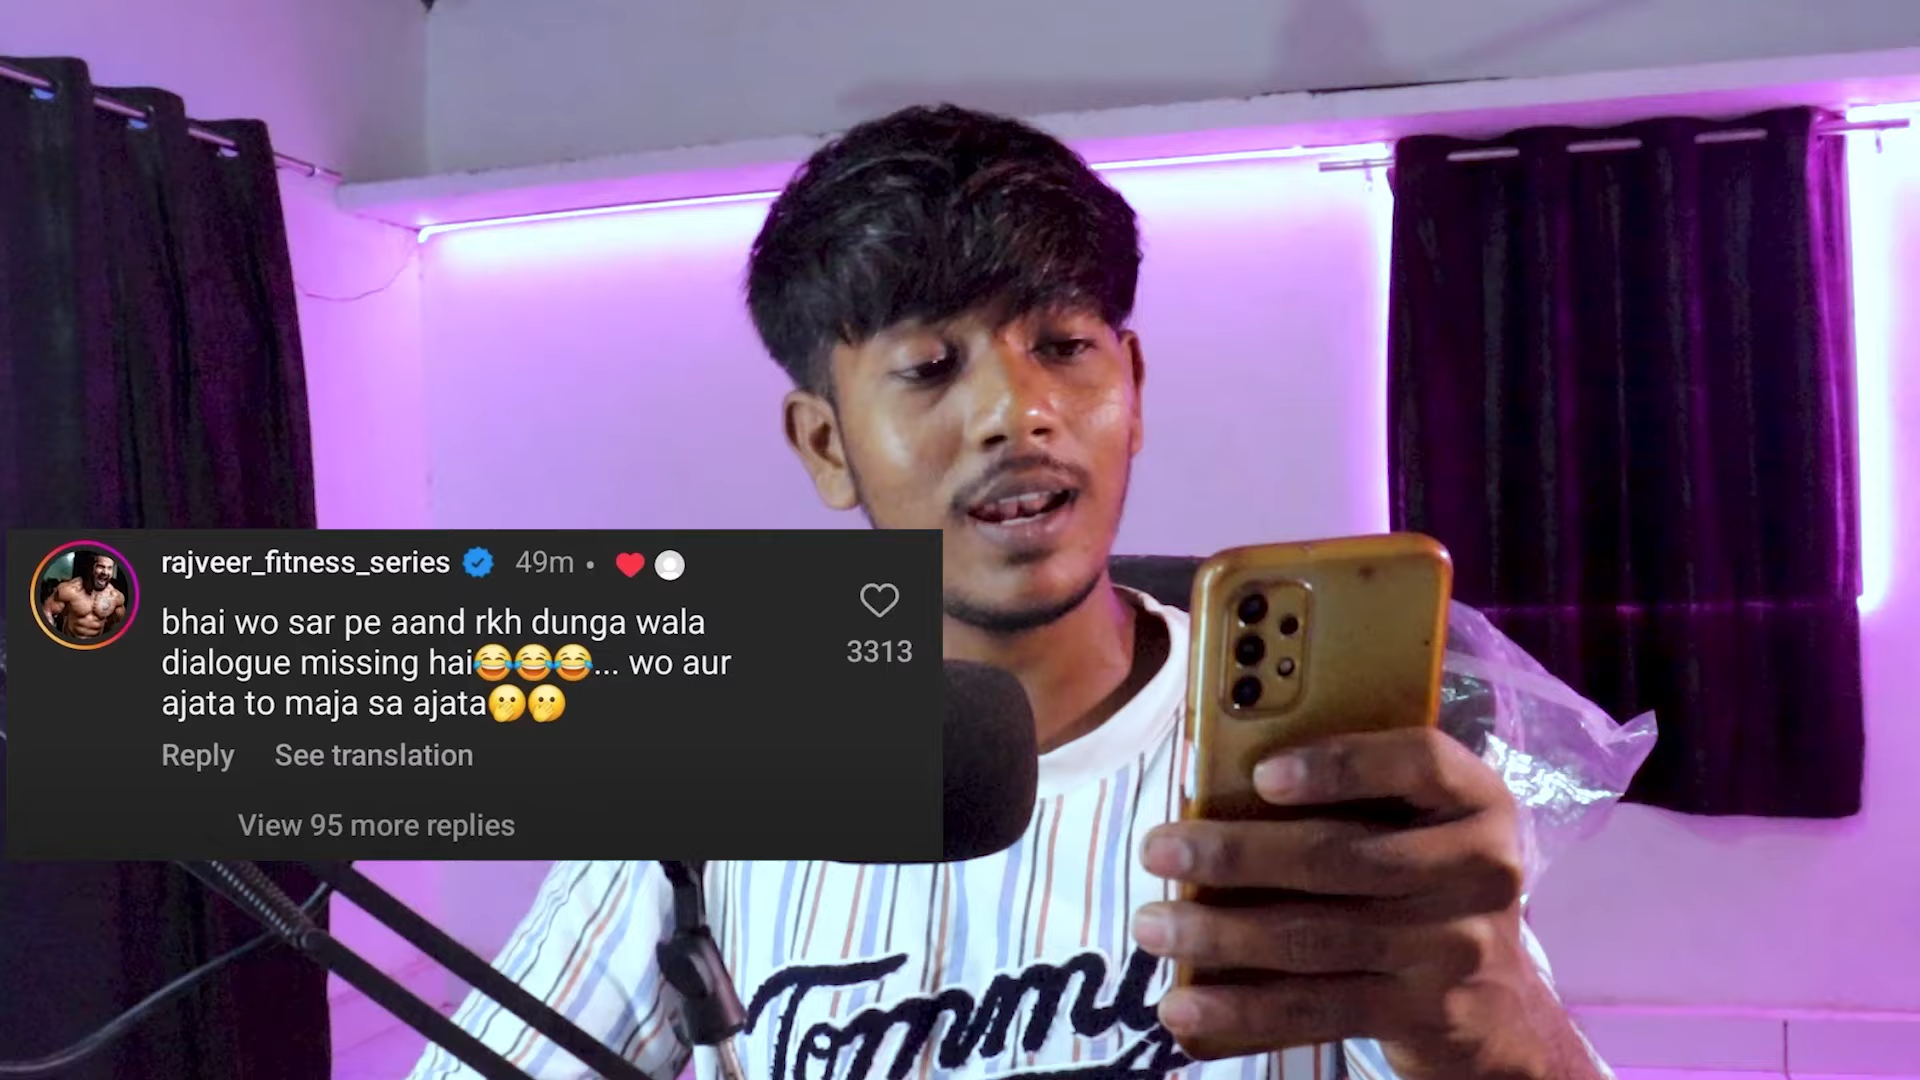 rajveer_fitness_series 49m •
bhai wo sar pe aand rkh dunga wala
dialogue missing hai😂😂😂... wo aur
ajata to maja sa ajata🤭🤭
3313
Reply See translation
View 95 more replies
Tommy